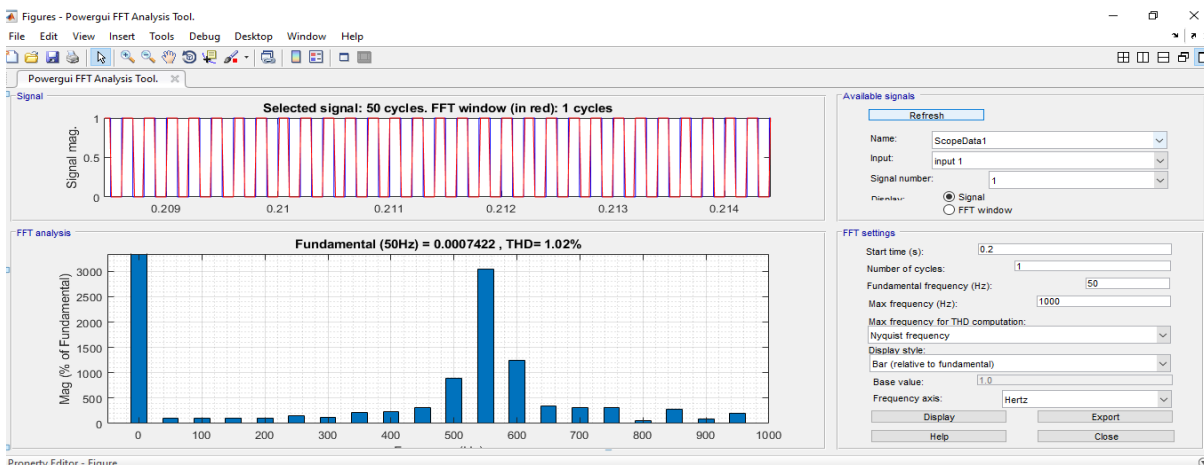 Figures - Powergui FFT Analysis Tool.
File Edit View Insert Tools Debug Desktop Window Help
Powergui FFT Analysis Tool.
Signal
Selected signal: 50 cycles. FFT window (in red): 1 cycles
Signal mag.
1
0.5
0
0.209 0.21 0.211 0.212 0.213 0.214
FFT analysis
Fundamental (50Hz) = 0.0007422 , THD= 1.02%
Mag (% of Fundamental)
3000
2500
2000
1500
1000
500
0
0 100 200 300 400 500 600 700 800 900 1000
Available signals
Refresh
Name: ScopeData1
Input: input 1
Signal number: 1
Display: Signal
FFT window
FFT settings
Start time (s): 0.2
Number of cycles: 1
Fundamental frequency (Hz): 50
Max frequency (Hz): 1000
Max frequency for THD computation:
Nyquist frequency
Display style:
Bar (relative to fundamental)
Base value: 1.0
Frequency axis: Hertz
Display Export
Help Close
Property Editor - Figure